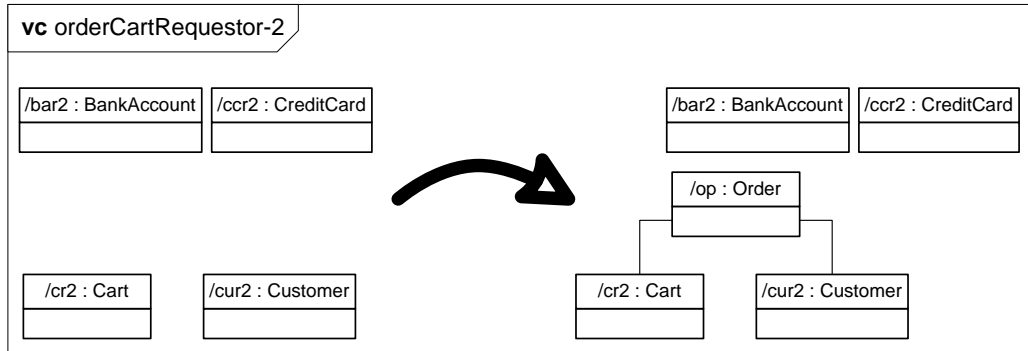 vc orderCartRequestor-2
/bar2 : BankAccount /ccr2 : CreditCard /bar2 : BankAccount /ccr2 : CreditCard
/op : Order
/cr2 : Cart /cur2 : Customer /cr2 : Cart /cur2 : Customer